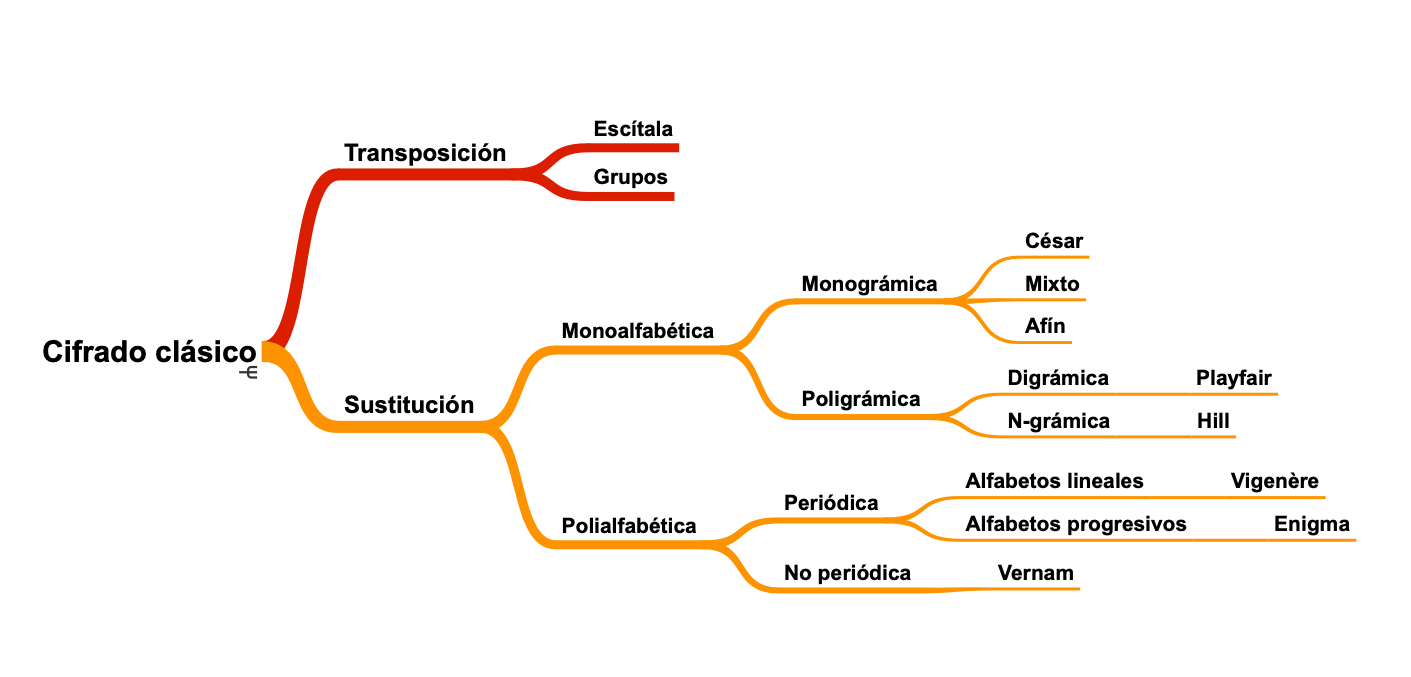 Cifrado clásico
Transposición
Escítala
Grupos
Sustitución
Monoalfabética
Monográmica
César
Mixto
Afín
Poligrámica
Digrámica
Playfair
N-grámica
Hill
Polialfabética
Periódica
Alfabetos lineales
Vigenère
Alfabetos progresivos
Enigma
No periódica
Vernam